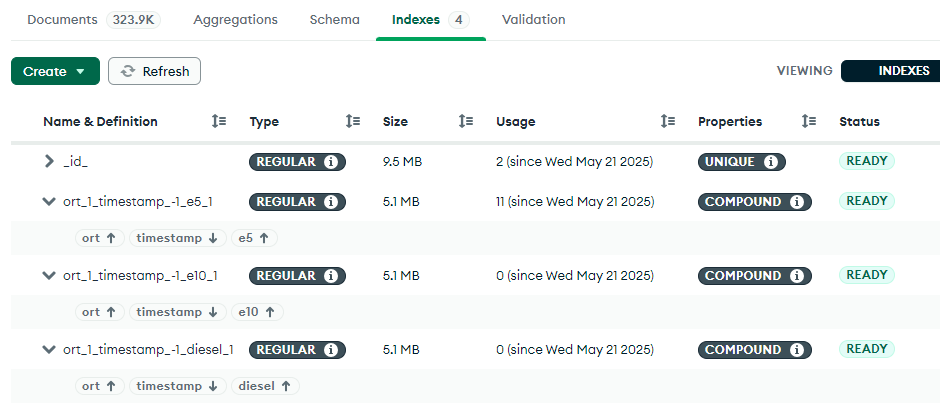 Documents 323.9K Aggregations Schema Indexes 4 Validation
Create Refresh VIEWING INDEXES
Name & Definition Type Size Usage Properties Status
_id_ REGULAR 9.5 MB 2 (since Wed May 21 2025) UNIQUE READY
ort_1_timestamp_-1_e5_1 REGULAR 5.1 MB 11 (since Wed May 21 2025) COMPOUND READY
ort timestamp e5
ort_1_timestamp_-1_e10_1 REGULAR 5.1 MB 0 (since Wed May 21 2025) COMPOUND READY
ort timestamp e10
ort_1_timestamp_-1_diesel_1 REGULAR 5.1 MB 0 (since Wed May 21 2025) COMPOUND READY
ort timestamp diesel